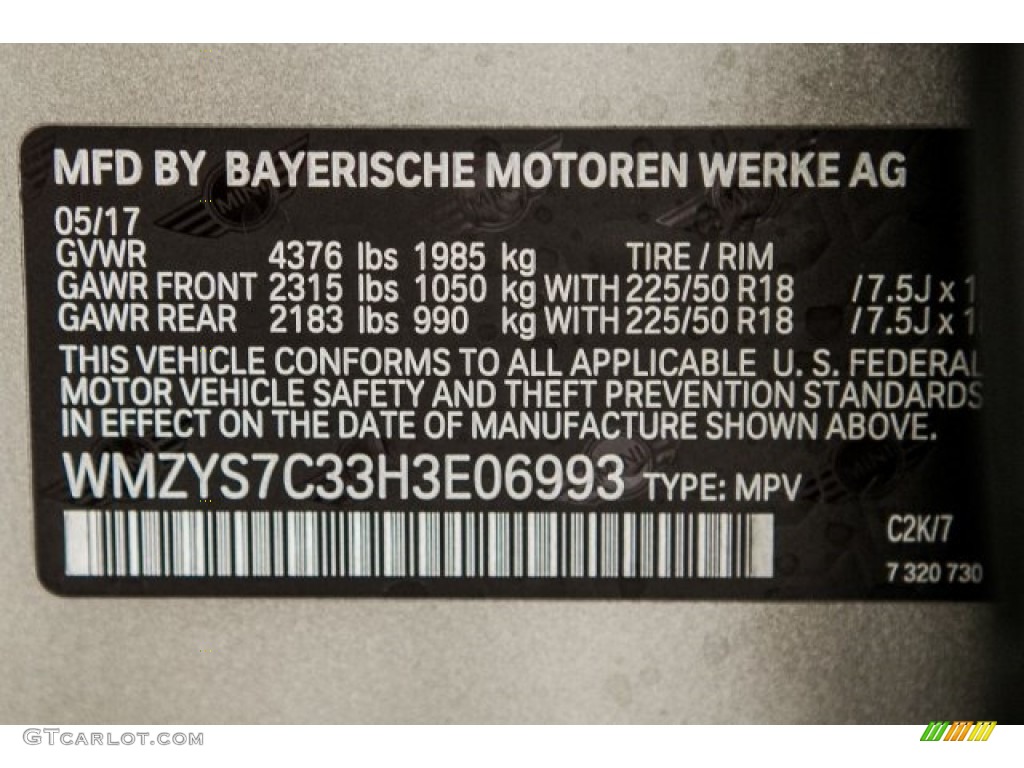 MFD BY BAYERISCHE MOTOREN WERKE AG
05/17
GVWR 4376 lbs 1985 kg TIRE / RIM
GAWR FRONT 2315 lbs 1050 kg WITH 225/50 R18 / 7.5J x 1
GAWR REAR 2183 lbs 990 kg WITH 225/50 R18 / 7.5J x 1
THIS VEHICLE CONFORMS TO ALL APPLICABLE U. S. FEDERAL
MOTOR VEHICLE SAFETY AND THEFT PREVENTION STANDARDS
IN EFFECT ON THE DATE OF MANUFACTURE SHOWN ABOVE.
WMZYS7C33H3E06993 TYPE: MPV
C2K/7
7 320 730
GTCarLot.com